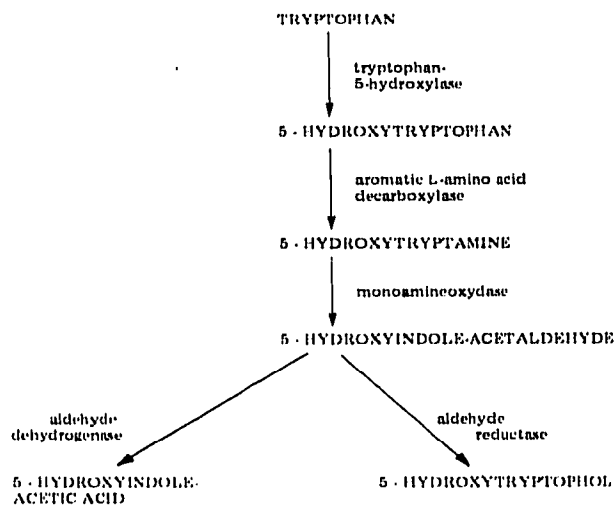 TRYPTOPHAN
tryptophan-
5-hydroxylase
5 - HYDROXYTRYPTOPHAN
aromatic L-amino acid
decarboxylase
5 - HYDROXYTRYPTAMINE
monoamineoxydase
5 - HYDROXYINDOLE-ACETALDEHYDE
aldehyde
dehydrogenase
aldehyde
reductase
5 - HYDROXYINDOLE-
ACETIC ACID
5 - HYDROXYTRYPTOPHOL